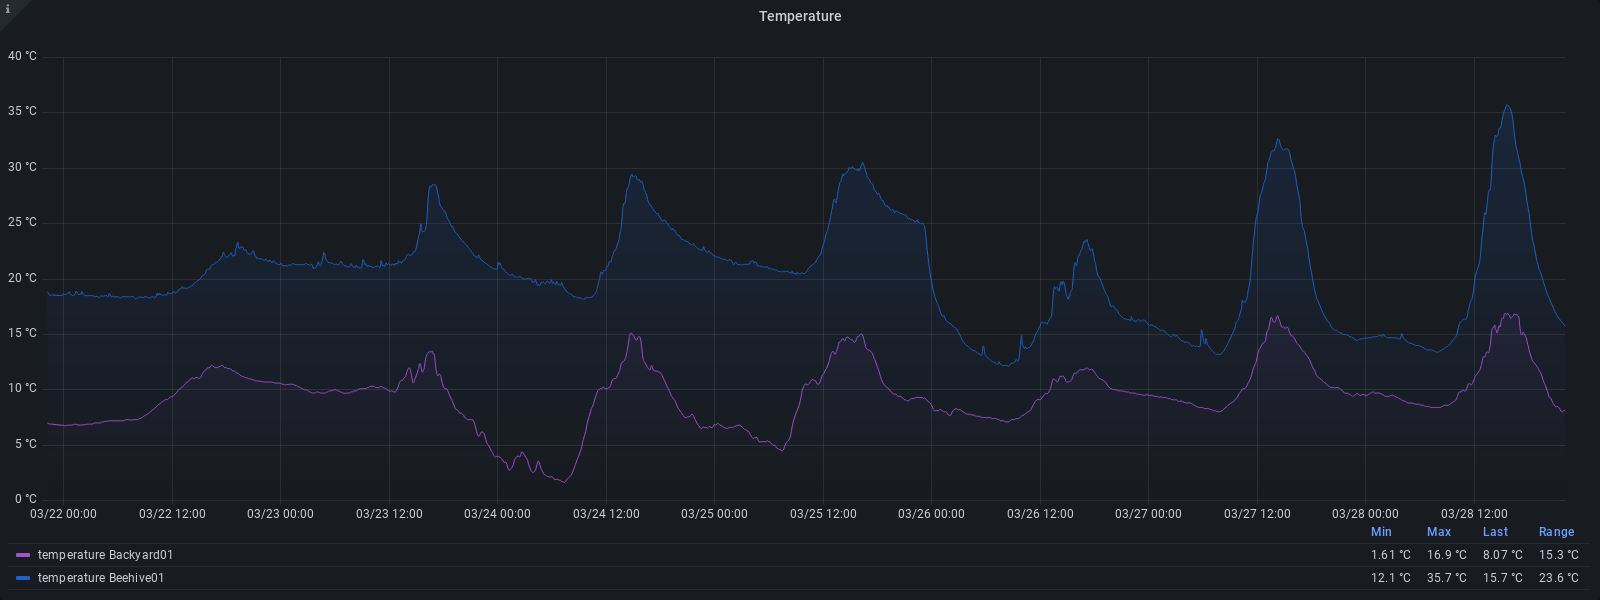 i
Temperature
40 °C
35 °C
30 °C
25 °C
20 °C
15 °C
10 °C
5 °C
0 °C
03/22 00:00 03/22 12:00 03/23 00:00 03/23 12:00 03/24 00:00 03/24 12:00 03/25 00:00 03/25 12:00 03/26 00:00 03/26 12:00 03/27 00:00 03/27 12:00 03/28 00:00 03/28 12:00
Min Max Last Range
temperature Backyard01 1.61 °C 16.9 °C 8.07 °C 15.3 °C
temperature Beehive01 12.1 °C 35.7 °C 15.7 °C 23.6 °C